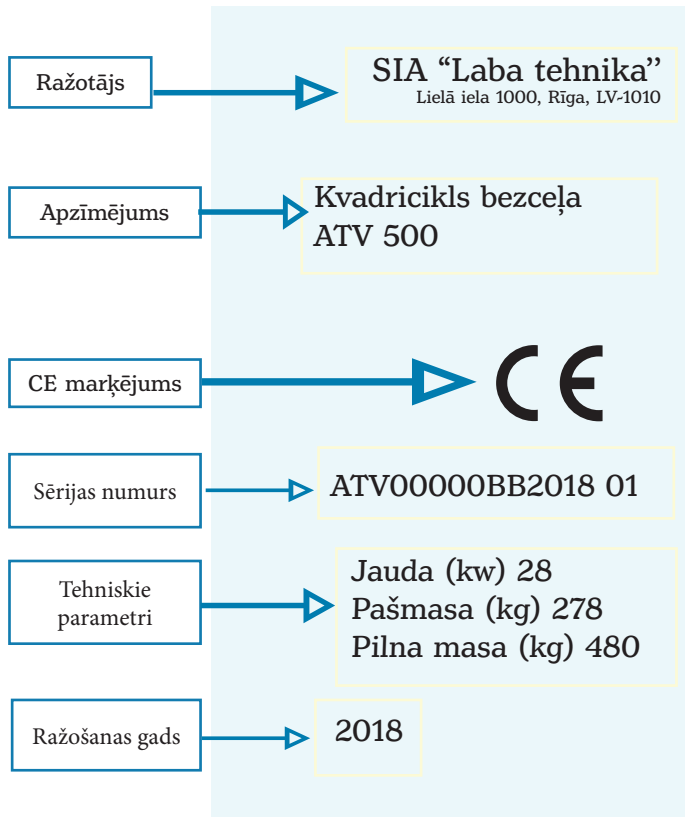 Ražotājs
SIA “Laba tehnika”
Lielā iela 1000, Rīga, LV-1010
Apzīmējums
Kvadricikls bezceļa
ATV 500
CE marķējums
CE
Sērijas numurs
ATV00000BB2018 01
Tehniskie
parametri
Jauda (kw) 28
Pašmasa (kg) 278
Pilna masa (kg) 480
Ražošanas gads
2018